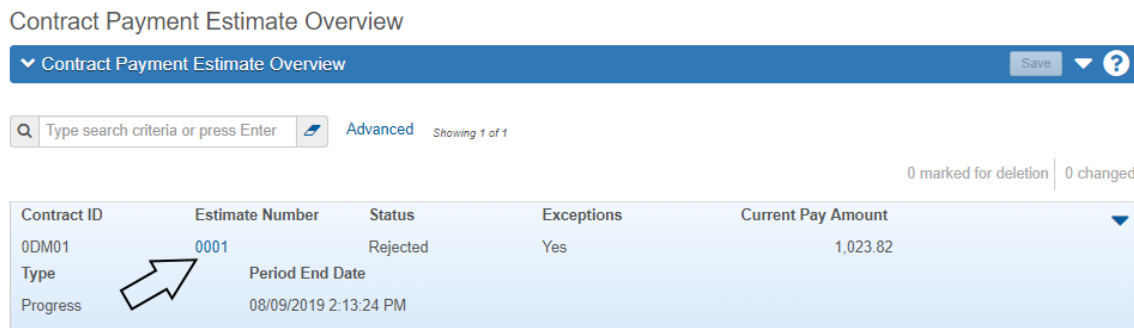 Contract Payment Estimate Overview
Contract Payment Estimate Overview Save ?
Type search criteria or press Enter Advanced Showing 1 of 1
0 marked for deletion 0 changed
Contract ID Estimate Number Status Exceptions Current Pay Amount
0DM01 0001 Rejected Yes 1,023.82
Type Period End Date
Progress 08/09/2019 2:13:24 PM